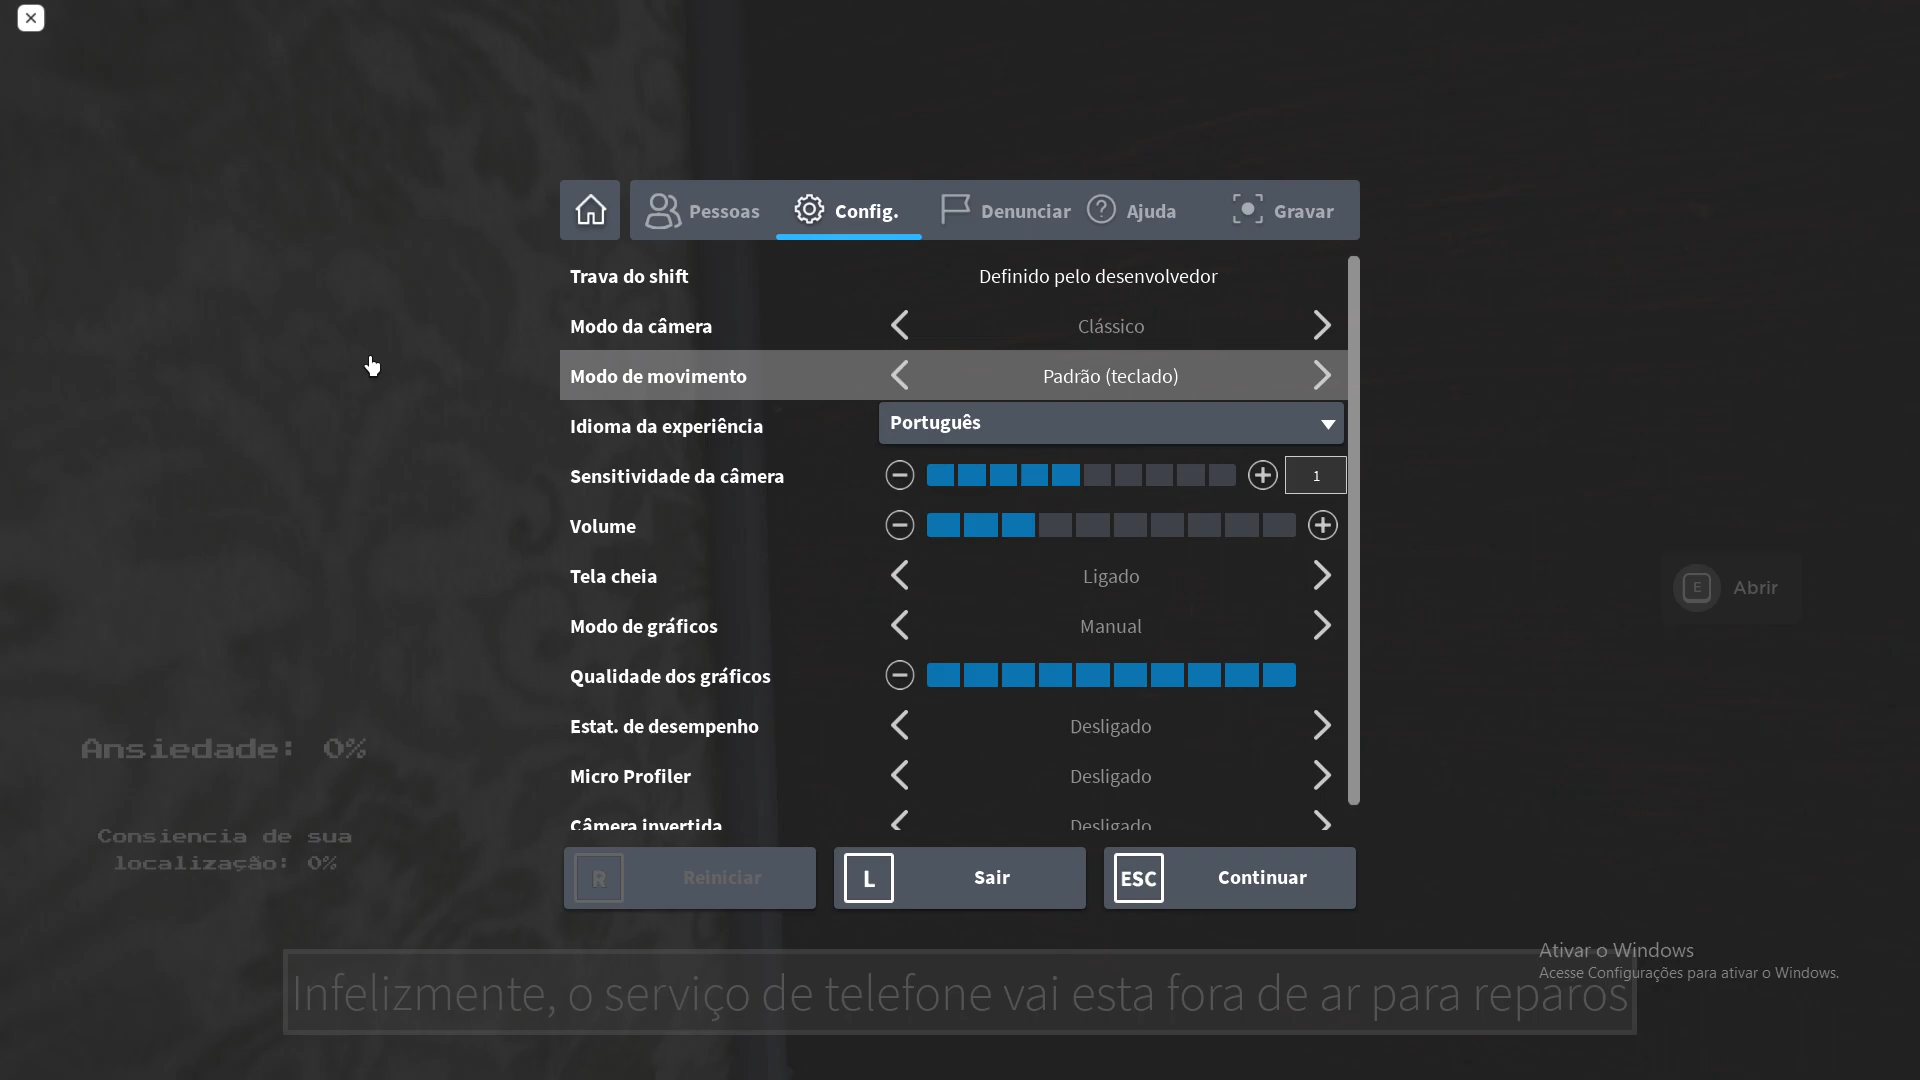 Pessoas
Config.
Denunciar
Ajuda
Gravar
Trava do shift
Definido pelo desenvolvedor
Modo da câmera
Clássico
Modo de movimento
Padrão (teclado)
Idioma da experiência
Português
Sensitividade da câmera
1
Volume
Tela cheia
Ligado
Modo de gráficos
Manual
Qualidade dos gráficos
Estat. de desempenho
Desligado
Micro Profiler
Desligado
Câmera invertida
Desligado
E
Abrir
Ansiedade: 0%
Consiencia de sua
localização: 0%
R
Reiniciar
L
Sair
ESC
Continuar
Infelizmente, o serviço de telefone vai esta fora de ar para reparos
Ativar o Windows
Acesse Configurações para ativar o Windows.